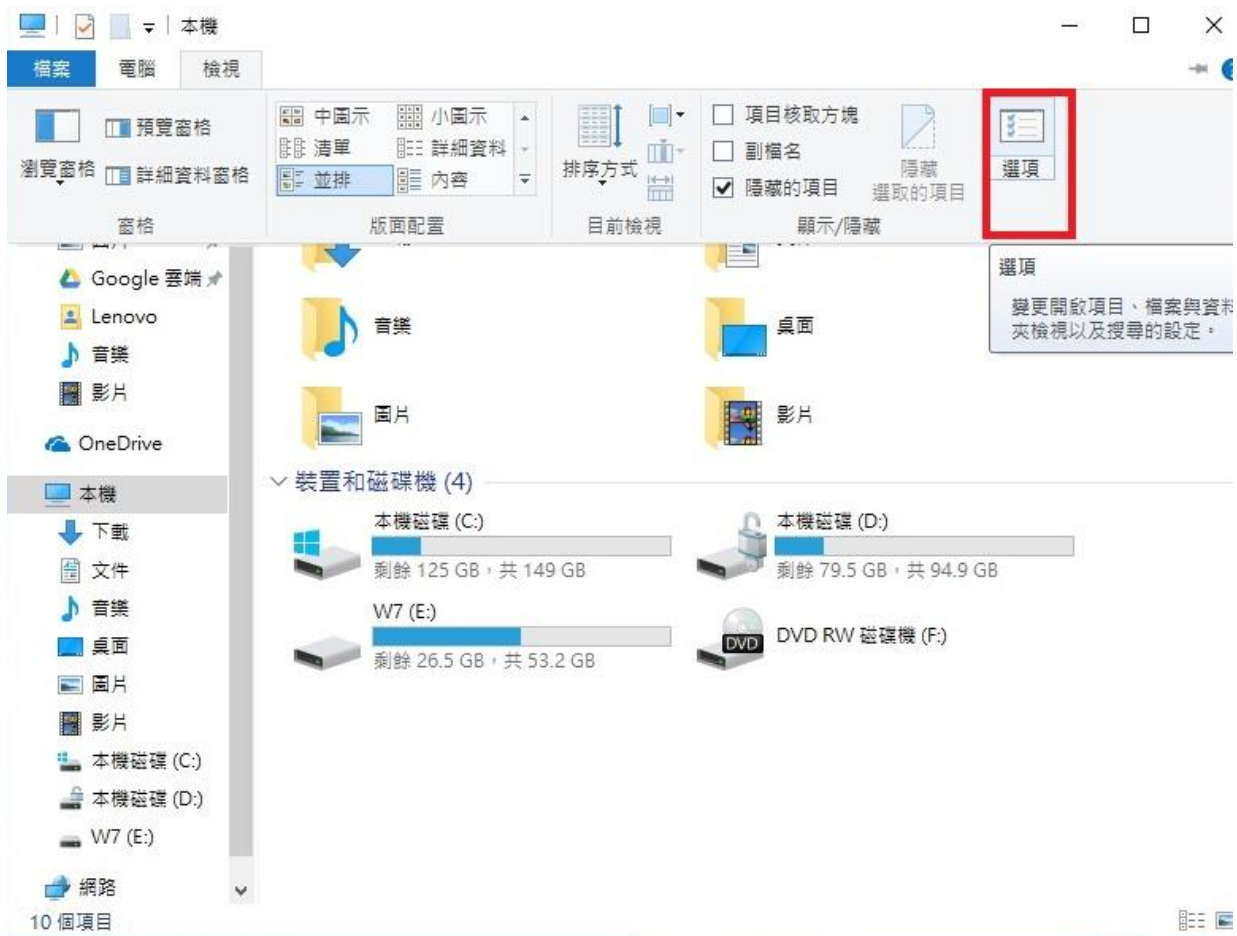 本機
檔案 電腦 檢視
瀏覽窗格
預覽窗格
詳細資料窗格
窗格
中圖示 小圖示
清單 詳細資料
並排 內容
版面配置
排序方式
目前檢視
項目核取方塊
副檔名
隱藏的項目
隱藏
選取的項目
顯示/隱藏
選項
選項
變更開啟項目、檔案與資料
夾檢視以及搜尋的設定。
Google 雲端
Lenovo
音樂
影片
OneDrive
本機
下載
文件
音樂
桌面
圖片
影片
本機磁碟 (C:)
本機磁碟 (D:)
W7 (E:)
網路
音樂
桌面
圖片
影片
裝置和磁碟機 (4)
本機磁碟 (C:)
剩餘 125 GB，共 149 GB
本機磁碟 (D:)
剩餘 79.5 GB，共 94.9 GB
W7 (E:)
剩餘 26.5 GB，共 53.2 GB
DVD
DVD RW 磁碟機 (F:)
10 個項目